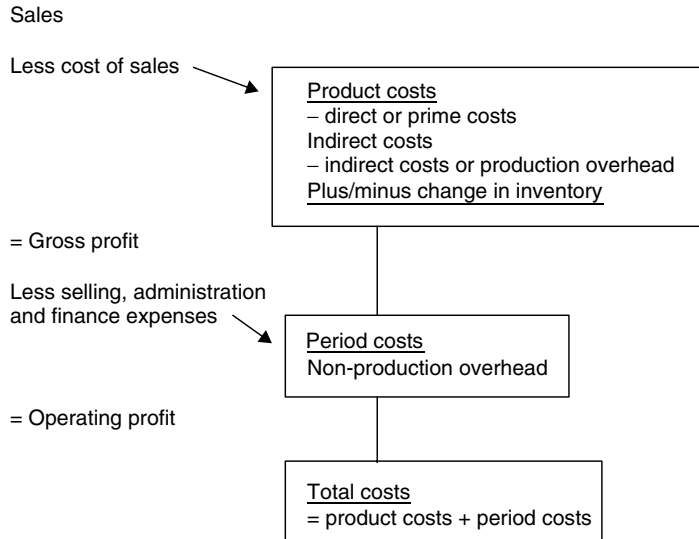 Sales
Less cost of sales
Product costs
– direct or prime costs
Indirect costs
– indirect costs or production overhead
Plus/minus change in inventory
= Gross profit
Less selling, administration
and finance expenses
Period costs
Non-production overhead
= Operating profit
Total costs
= product costs + period costs